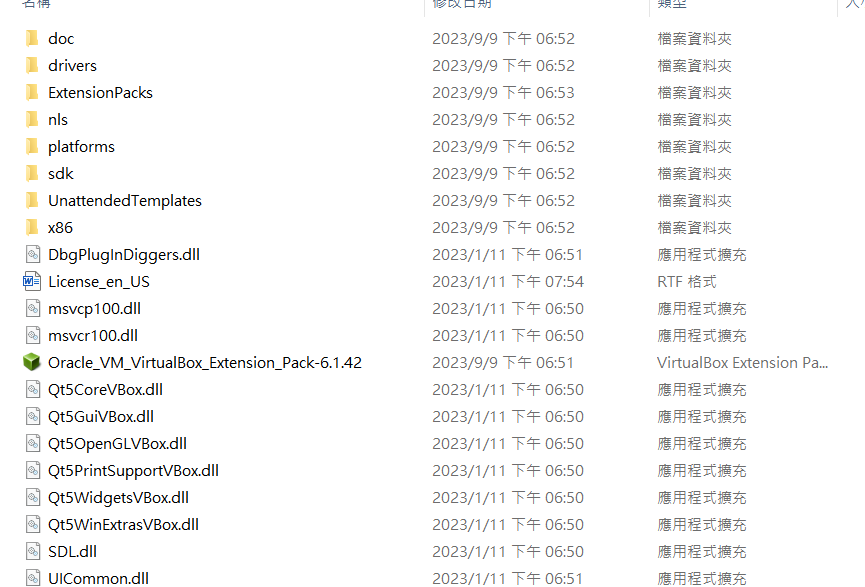 名稱 修改日期 類型
doc 2023/9/9 下午 06:52 檔案資料夾
drivers 2023/9/9 下午 06:52 檔案資料夾
ExtensionPacks 2023/9/9 下午 06:53 檔案資料夾
nls 2023/9/9 下午 06:52 檔案資料夾
platforms 2023/9/9 下午 06:52 檔案資料夾
sdk 2023/9/9 下午 06:52 檔案資料夾
UnattendedTemplates 2023/9/9 下午 06:52 檔案資料夾
x86 2023/9/9 下午 06:52 檔案資料夾
DbgPlugInDiggers.dll 2023/1/11 下午 06:51 應用程式擴充
License_en_US 2023/1/11 下午 07:54 RTF 格式
msvcp100.dll 2023/1/11 下午 06:50 應用程式擴充
msvcr100.dll 2023/1/11 下午 06:50 應用程式擴充
Oracle_VM_VirtualBox_Extension_Pack-6.1.42 2023/9/9 下午 06:51 VirtualBox Extension Pa...
Qt5CoreVBox.dll 2023/1/11 下午 06:50 應用程式擴充
Qt5GuiVBox.dll 2023/1/11 下午 06:50 應用程式擴充
Qt5OpenGLVBox.dll 2023/1/11 下午 06:50 應用程式擴充
Qt5PrintSupportVBox.dll 2023/1/11 下午 06:50 應用程式擴充
Qt5WidgetsVBox.dll 2023/1/11 下午 06:50 應用程式擴充
Qt5WinExtrasVBox.dll 2023/1/11 下午 06:50 應用程式擴充
SDL.dll 2023/1/11 下午 06:50 應用程式擴充
UICommon.dll 2023/1/11 下午 06:51 應用程式擴充